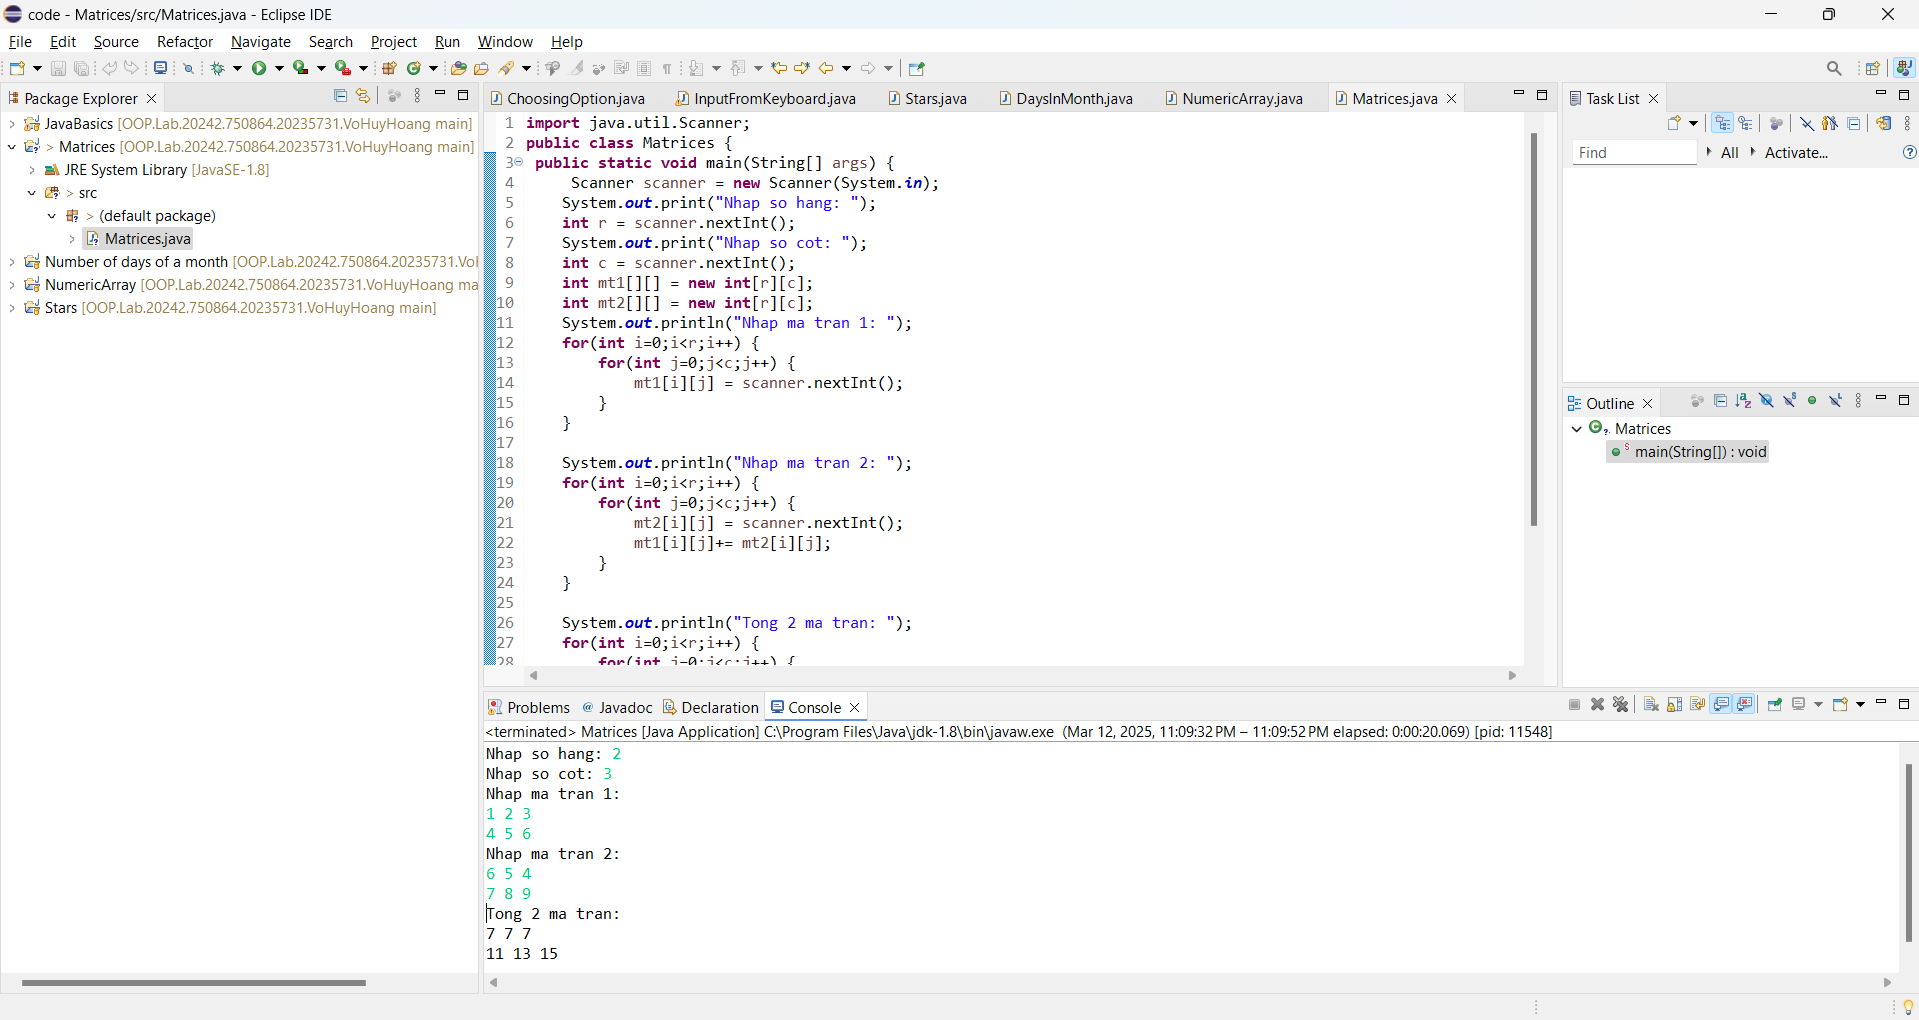 code - Matrices/src/Matrices.java - Eclipse IDE
File Edit Source Refactor Navigate Search Project Run Window Help
Package Explorer
JavaBasics [OOP.Lab.20242.750864.20235731.VoHuyHoang main]
> Matrices [OOP.Lab.20242.750864.20235731.VoHuyHoang main]
JRE System Library [JavaSE-1.8]
> src
> (default package)
Matrices.java
Number of days of a month [OOP.Lab.20242.750864.20235731.Vo
NumericArray [OOP.Lab.20242.750864.20235731.VoHuyHoang ma
Stars [OOP.Lab.20242.750864.20235731.VoHuyHoang main]
ChoosingOption.java InputFromKeyboard.java Stars.java DaysInMonth.java NumericArray.java Matrices.java
1 import java.util.Scanner;
2 public class Matrices {
3 public static void main(String[] args) {
4 Scanner scanner = new Scanner(System.in);
5 System.out.print("Nhap so hang: ");
6 int r = scanner.nextInt();
7 System.out.print("Nhap so cot: ");
8 int c = scanner.nextInt();
9 int mt1[][] = new int[r][c];
10 int mt2[][] = new int[r][c];
11 System.out.println("Nhap ma tran 1: ");
12 for(int i=0;i<r;i++) {
13 for(int j=0;j<c;j++) {
14 mt1[i][j] = scanner.nextInt();
15 }
16 }
17
18 System.out.println("Nhap ma tran 2: ");
19 for(int i=0;i<r;i++) {
20 for(int j=0;j<c;j++) {
21 mt2[i][j] = scanner.nextInt();
22 mt1[i][j]+= mt2[i][j];
23 }
24 }
25
26 System.out.println("Tong 2 ma tran: ");
27 for(int i=0;i<r;i++) {
28 for(int j=0;j<c;j++) {
Task List
Find All Activate...
Outline
Matrices
main(String[]) : void
Problems Javadoc Declaration Console
<terminated> Matrices [Java Application] C:\Program Files\Java\jdk-1.8\bin\javaw.exe (Mar 12, 2025, 11:09:32 PM – 11:09:52 PM elapsed: 0:00:20.069) [pid: 11548]
Nhap so hang: 2
Nhap so cot: 3
Nhap ma tran 1:
1 2 3
4 5 6
Nhap ma tran 2:
6 5 4
7 8 9
Tong 2 ma tran:
7 7 7
11 13 15